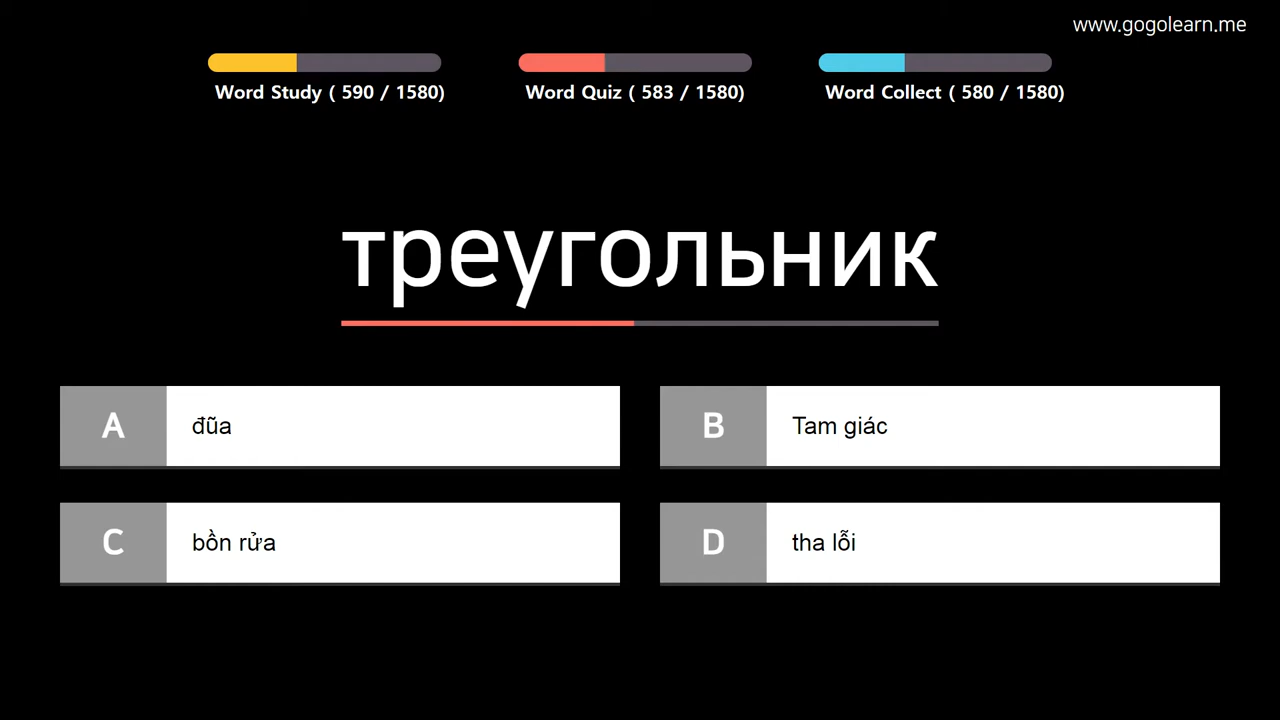 www.gogolearn.me
Word Study ( 590 / 1580)
Word Quiz ( 583 / 1580)
Word Collect ( 580 / 1580)
треугольник
A
đũa
B
Tam giác
C
bồn rửa
D
tha lỗi